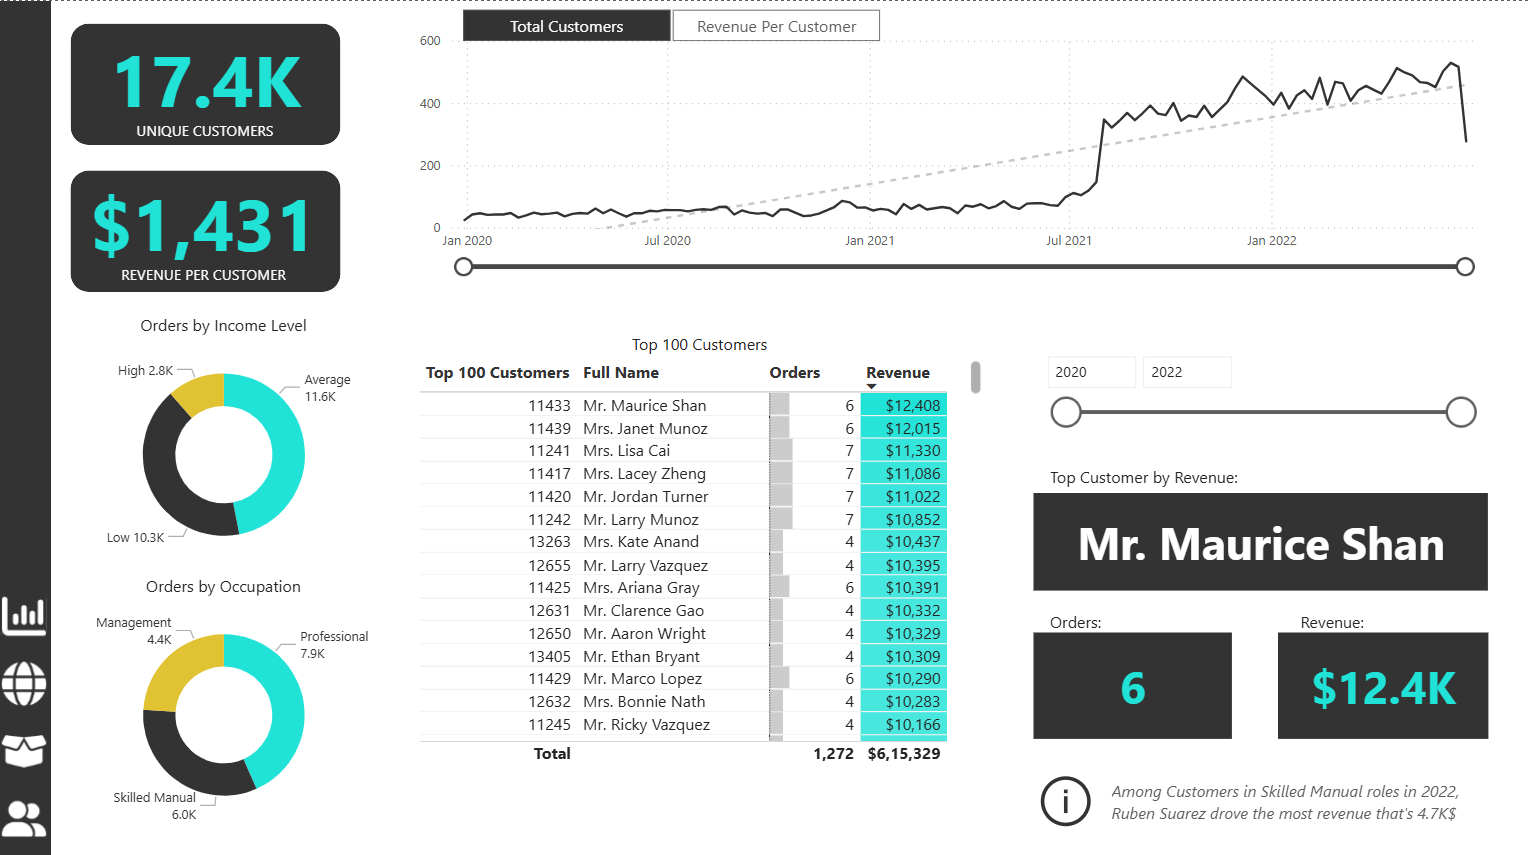 17.4K
UNIQUE CUSTOMERS
$1,431
REVENUE PER CUSTOMER
Total Customers
Revenue Per Customer
600
400
200
0
Jan 2020
Jul 2020
Jan 2021
Jul 2021
Jan 2022
Orders by Income Level
High 2.8K
Average
11.6K
Low 10.3K
Orders by Occupation
Management
4.4K
Professional
7.9K
Skilled Manual
6.0K
Top 100 Customers
Top 100 Customers Full Name Orders Revenue
11433 Mr. Maurice Shan 6 $12,408
11439 Mrs. Janet Munoz 6 $12,015
11241 Mrs. Lisa Cai 7 $11,330
11417 Mrs. Lacey Zheng 7 $11,086
11420 Mr. Jordan Turner 7 $11,022
11242 Mr. Larry Munoz 7 $10,852
13263 Mrs. Kate Anand 4 $10,437
12655 Mr. Larry Vazquez 4 $10,395
11425 Mrs. Ariana Gray 6 $10,391
12631 Mr. Clarence Gao 4 $10,332
12650 Mr. Aaron Wright 4 $10,329
13405 Mr. Ethan Bryant 4 $10,309
11429 Mr. Marco Lopez 6 $10,290
12632 Mrs. Bonnie Nath 4 $10,283
11245 Mr. Ricky Vazquez 4 $10,166
Total 1,272 $6,15,329
2020
2022
Top Customer by Revenue:
Mr. Maurice Shan
Orders:
6
Revenue:
$12.4K
i
Among Customers in Skilled Manual roles in 2022,
Ruben Suarez drove the most revenue that's 4.7K$